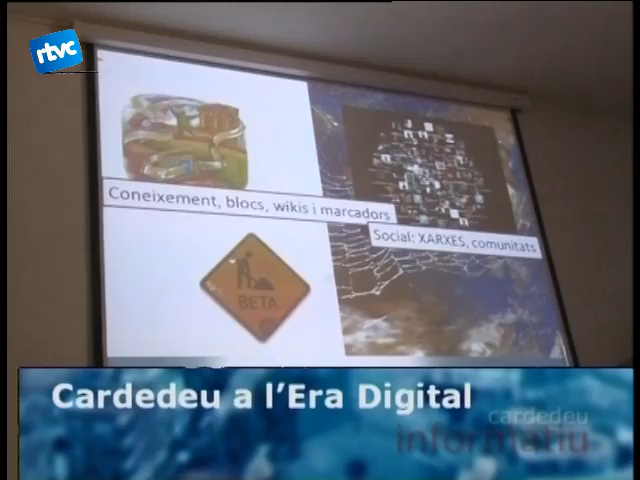 rtvc
Coneixement, blocs, wikis i marcadors
Social: XARXES, comunitats
BETA
Cardedeu a l'Era Digital
cardedeu
informatiu